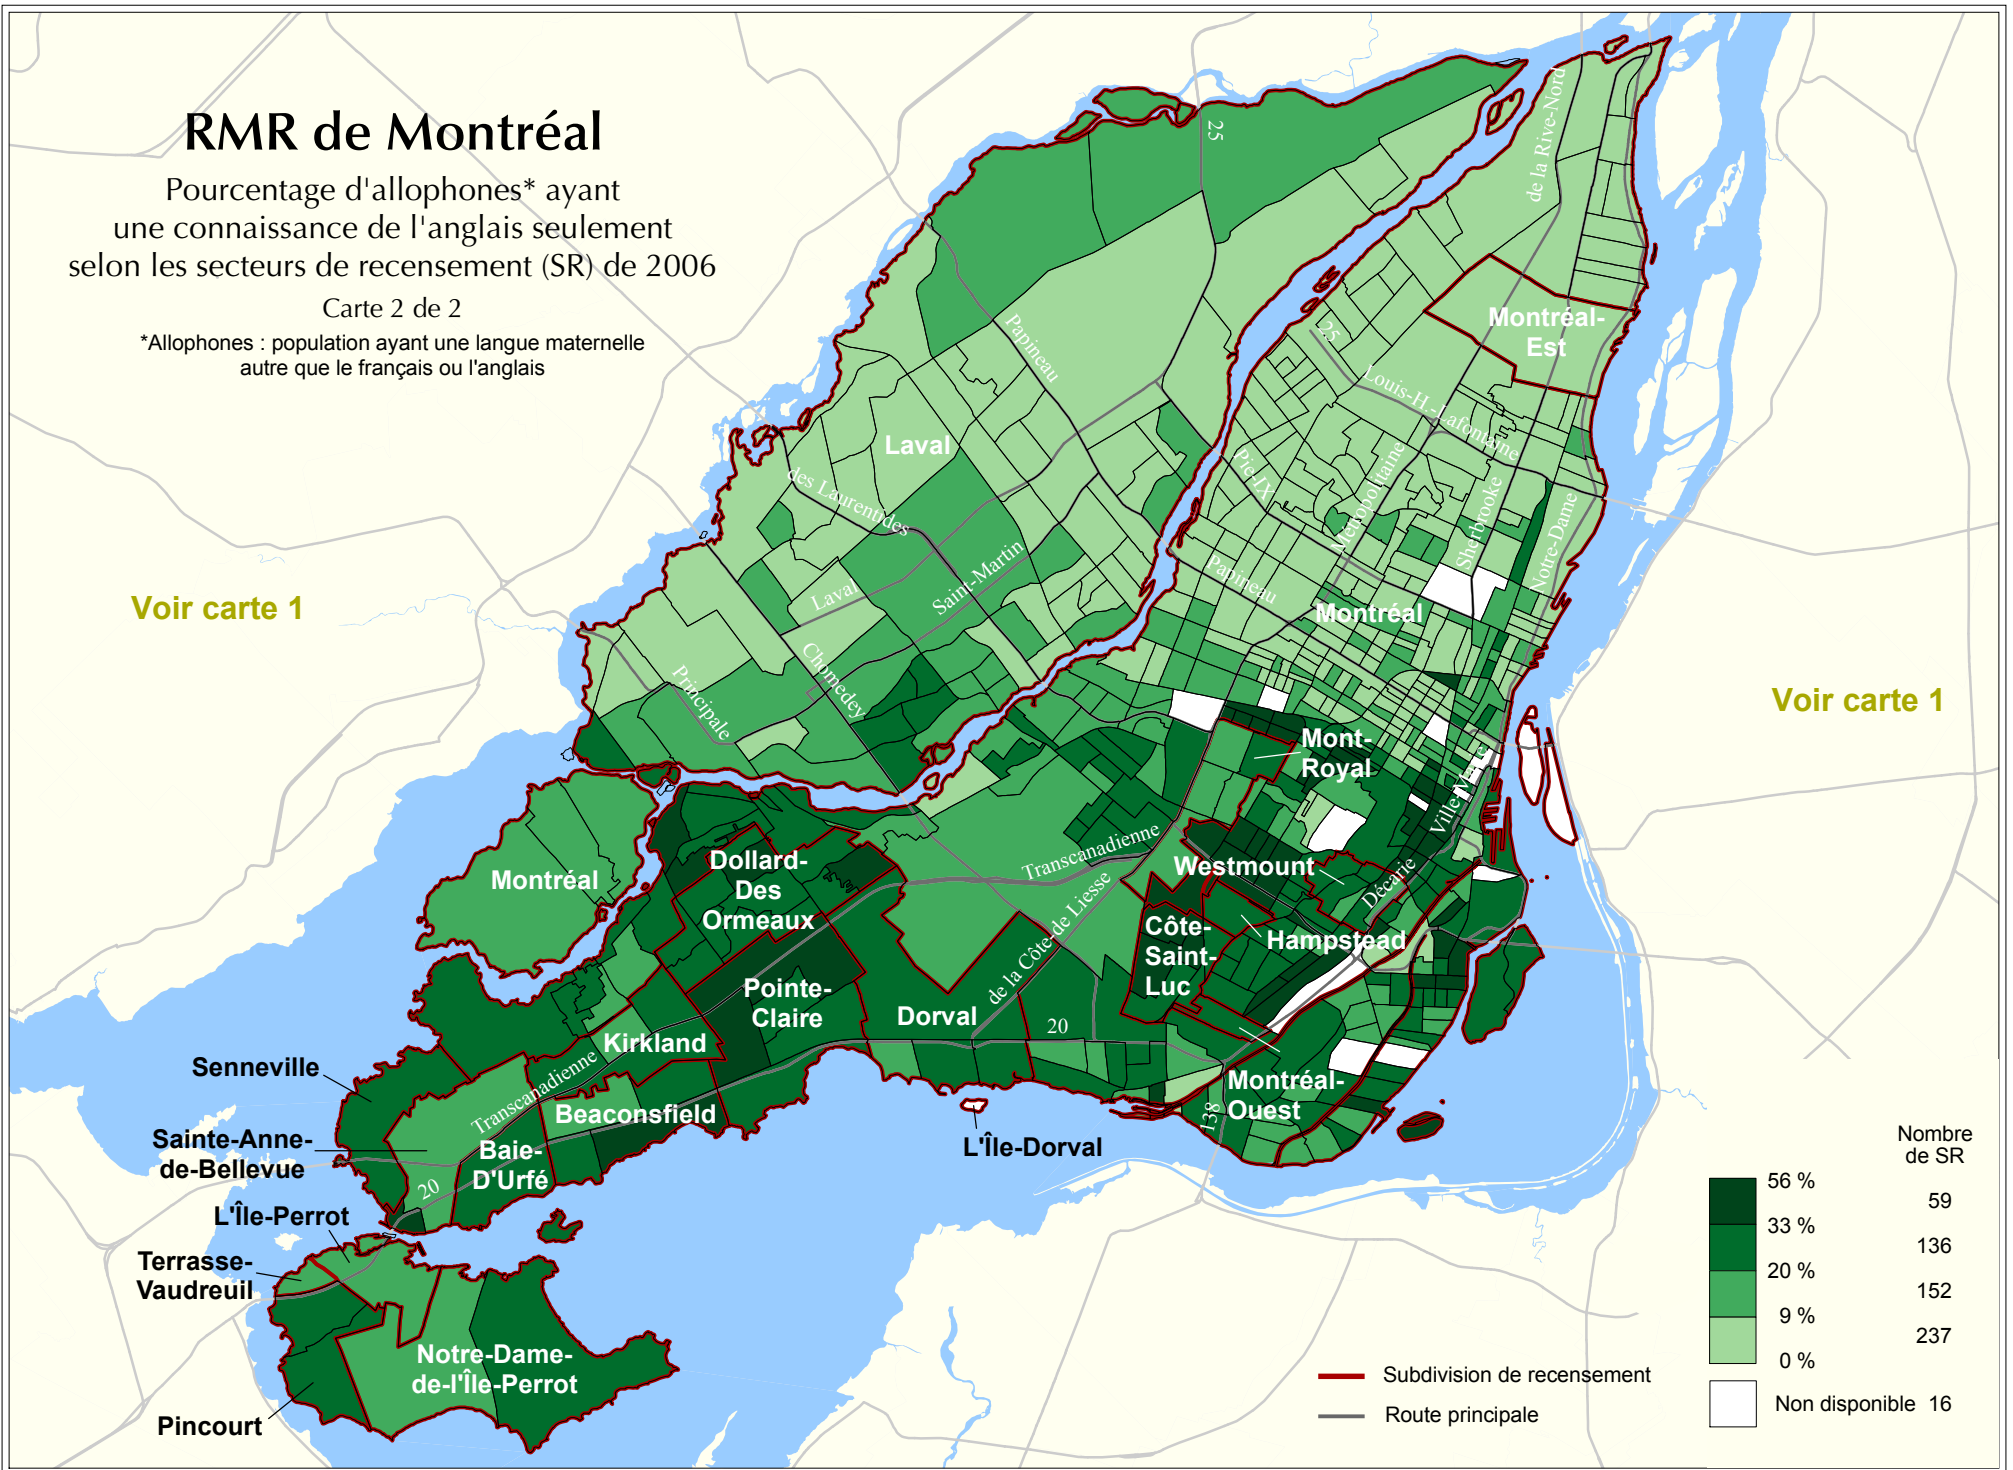 RMR de Montréal
Pourcentage d'allophones* ayant
une connaissance de l'anglais seulement
selon les secteurs de recensement (SR) de 2006
Carte 2 de 2
*Allophones : population ayant une langue maternelle
autre que le français ou l'anglais
25
de la Rive-Nord
Montréal-
Est
25
Papineau
Louis-H.-Lafontaine
Laval
des Laurentides
Pie-IX
Métropolitaine
Sherbrooke
Notre-Dame
Voir carte 1
Laval
Saint-Martin
Papineau
Montréal
Voir carte 1
Principale
Chomedey
Mont-
Royal
Ville-Marie
Transcanadienne
Dollard-
Des
Ormeaux
Montréal
Westmount
Décarie
de la Côte-de Liesse
Côte-
Saint-
Luc
Hampstead
Pointe-
Claire
Dorval
20
Kirkland
Senneville
Transcanadienne
Beaconsfield
Montréal-
Ouest
138
L'Île-Dorval
Sainte-Anne-
de-Bellevue
Baie-
D'Urfé
20
L'Île-Perrot
Terrasse-
Vaudreuil
Notre-Dame-
de-l'Île-Perrot
Pincourt
Nombre
de SR
56 %
59
33 %
136
20 %
152
9 %
237
0 %
Non disponible 16
Subdivision de recensement
Route principale